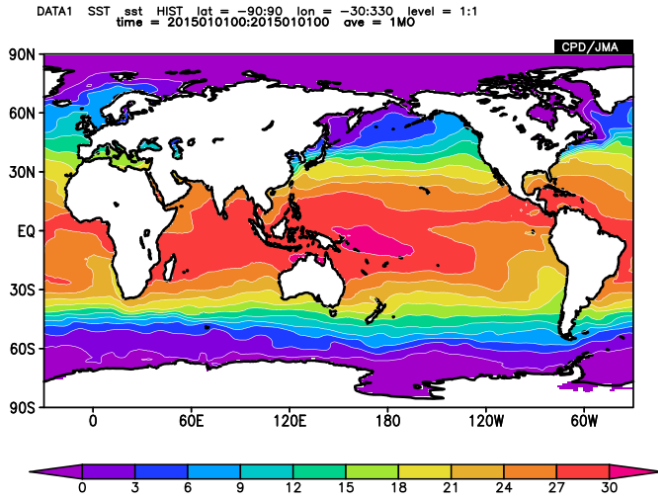 DATA1 SST sst HIST lat = -90:90 lon = -30:330 level = 1:1
time = 2015010100:2015010100 ave = 1MO
CPD/JMA
90N
60N
30N
EQ
30S
60S
90S
0 60E 120E 180 120W 60W
0 3 6 9 12 15 18 21 24 27 30